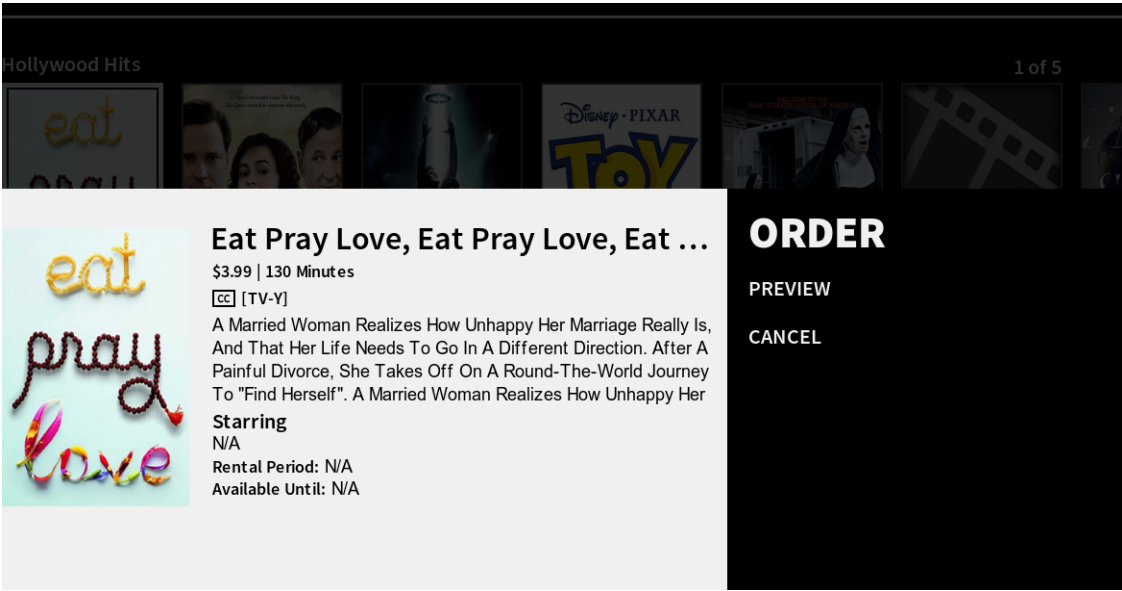 Hollywood Hits
1 of 5
eat
pray
DISNEY · PIXAR
TOY
eat
pray
love
Eat Pray Love, Eat Pray Love, Eat ...
$3.99 | 130 Minutes
CC [TV-Y]
A Married Woman Realizes How Unhappy Her Marriage Really Is,
And That Her Life Needs To Go In A Different Direction. After A
Painful Divorce, She Takes Off On A Round-The-World Journey
To "Find Herself". A Married Woman Realizes How Unhappy Her
Starring
N/A
Rental Period: N/A
Available Until: N/A
ORDER
PREVIEW
CANCEL